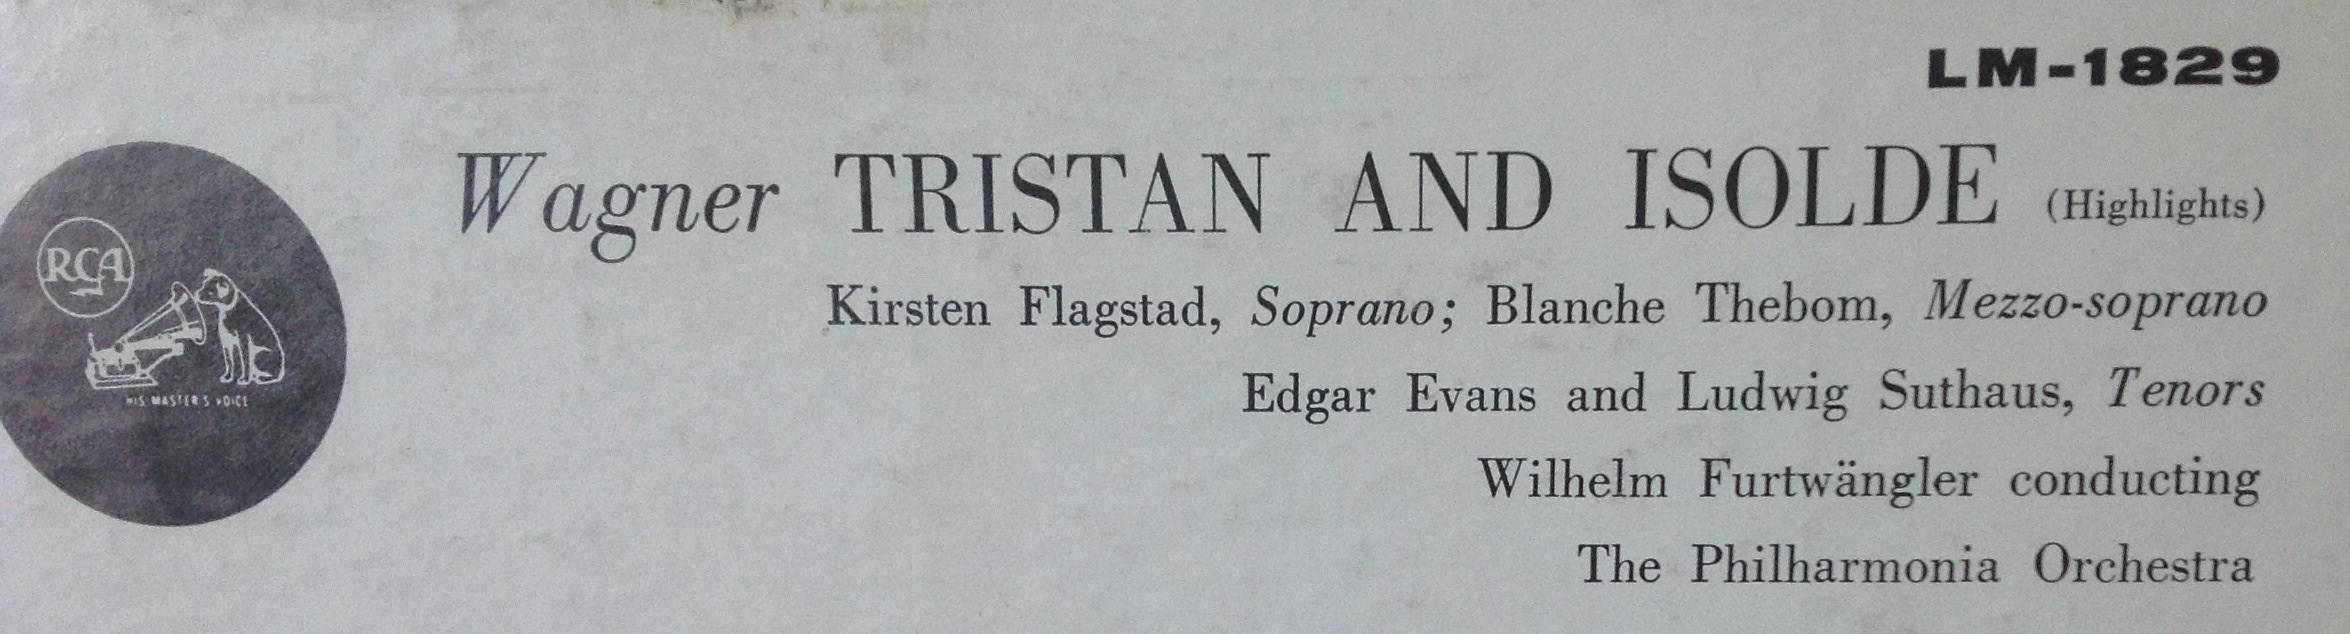 LM-1829
Wagner TRISTAN AND ISOLDE (Highlights)
RCA
HIS MASTER'S VOICE
Kirsten Flagstad, Soprano; Blanche Thebom, Mezzo-soprano
Edgar Evans and Ludwig Suthaus, Tenors
Wilhelm Furtwängler conducting
The Philharmonia Orchestra